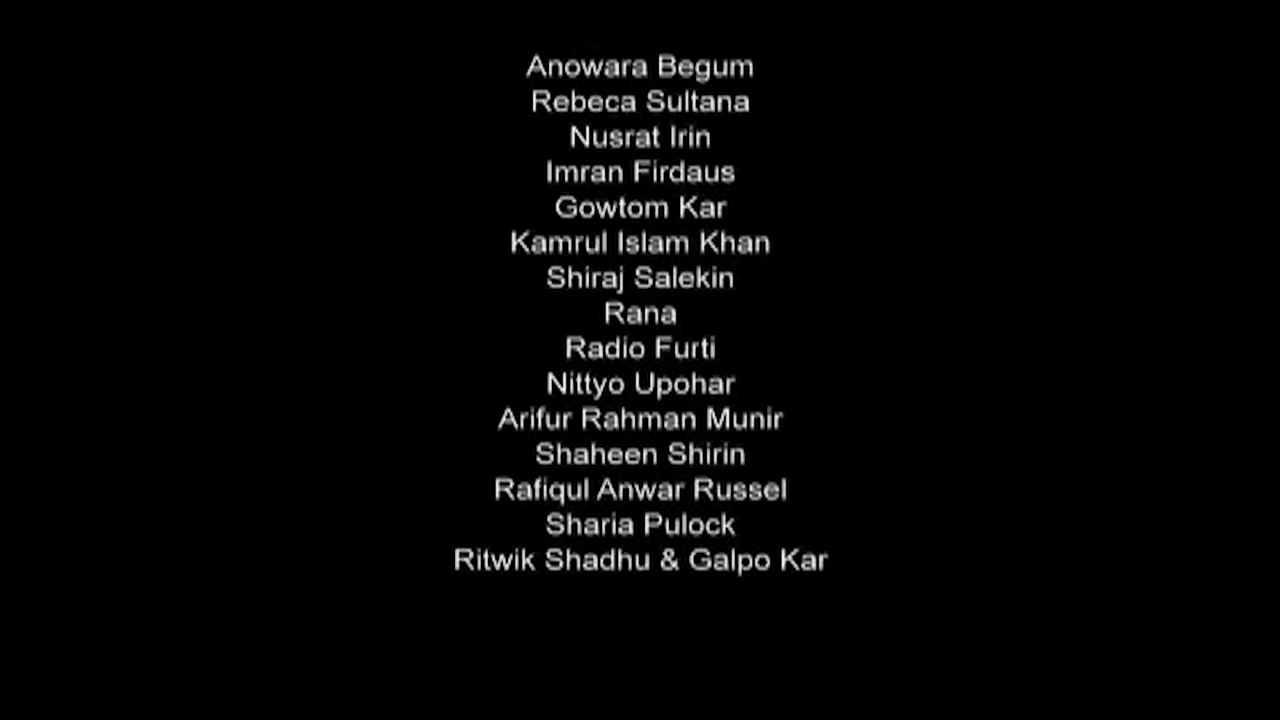 Anowara Begum
Rebeca Sultana
Nusrat Irin
Imran Firdaus
Gowtom Kar
Kamrul Islam Khan
Shiraj Salekin
Rana
Radio Furti
Nittyo Upohar
Arifur Rahman Munir
Shaheen Shirin
Rafiqul Anwar Russel
Sharia Pulock
Ritwik Shadhu & Galpo Kar